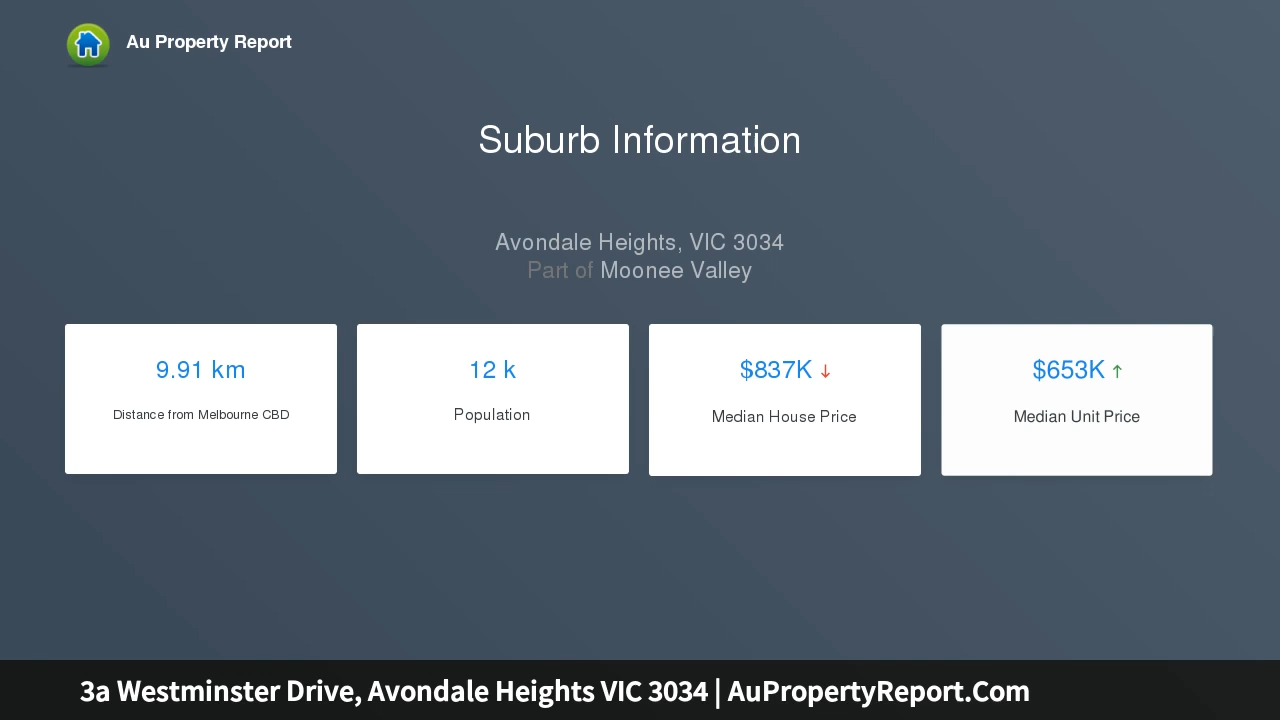 Au Property Report
Suburb Information
Avondale Heights, VIC 3034
Part of Moonee Valley
9.91 km
Distance from Melbourne CBD
12 k
Population
$837K ↓
Median House Price
$653K ↑
Median Unit Price
3a Westminster Drive, Avondale Heights VIC 3034 | AuPropertyReport.Com